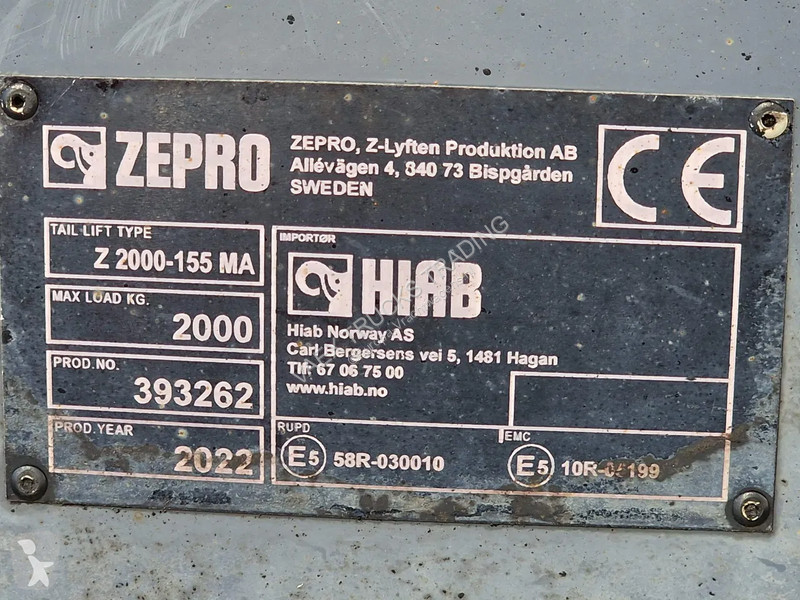 ZEPRO
ZEPRO, Z-Lyften Produktion AB
Allévägen 4, 840 73 Bispgården
SWEDEN
CE
TAIL LIFT TYPE
Z 2000-155 MA
MAX LOAD KG.
2000
PROD.NO.
393262
PROD.YEAR
2022
IMPORTØR
HIAB
Hiab Norway AS
Carl Bergersens vei 5, 1481 Hagan
Tlf: 67 06 75 00
www.hiab.no
RUPD
E5 58R-030010
EMC
E5
TRADING